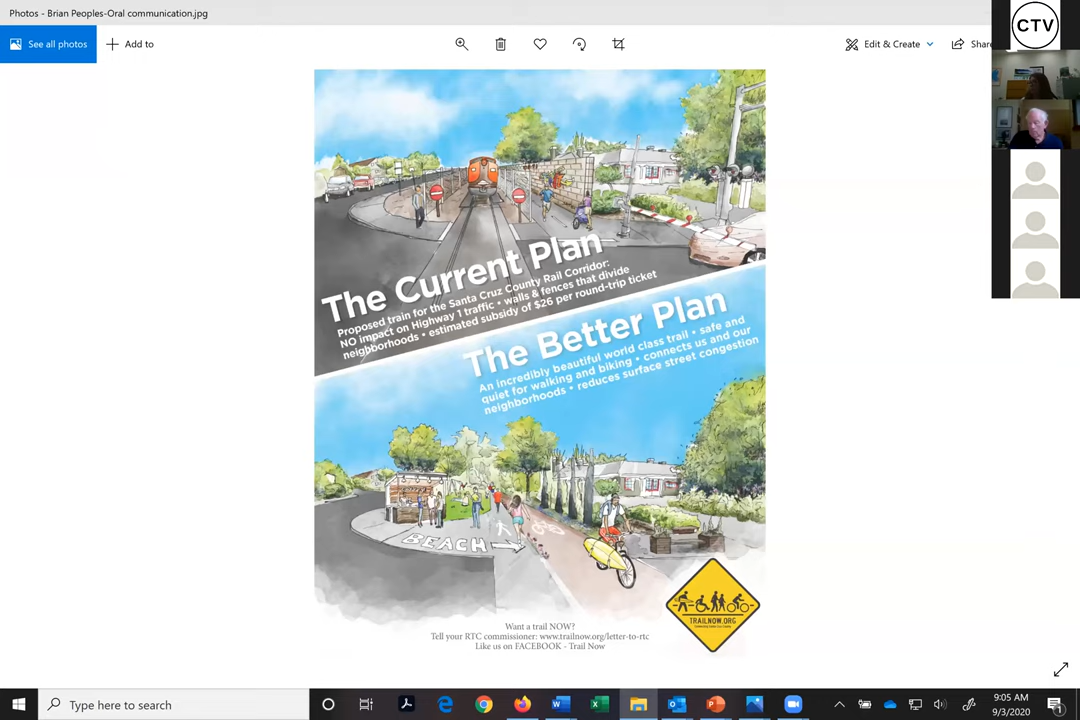 Photos - Brian Peoples-Oral communication.jpg
CTV
See all photos
Add to
Edit & Create
Share
The Current Plan
Proposed train for the Santa Cruz County Rail Corridor:
NO impact on Highway 1 traffic • walls & fences that divide
neighborhoods • estimated subsidy of $26 per round-trip ticket
The Better Plan
An incredibly beautiful world class trail • safe and
quiet for walking and biking • connects us and our
neighborhoods • reduces surface street congestion
BEACH
TRAILNOW.ORG
Want a trail NOW?
Tell your RTC commissioner: www.trailnow.org/letter-to-rtc
Like us on FACEBOOK - Trail Now
Type here to search
9:05 AM
9/3/2020
1